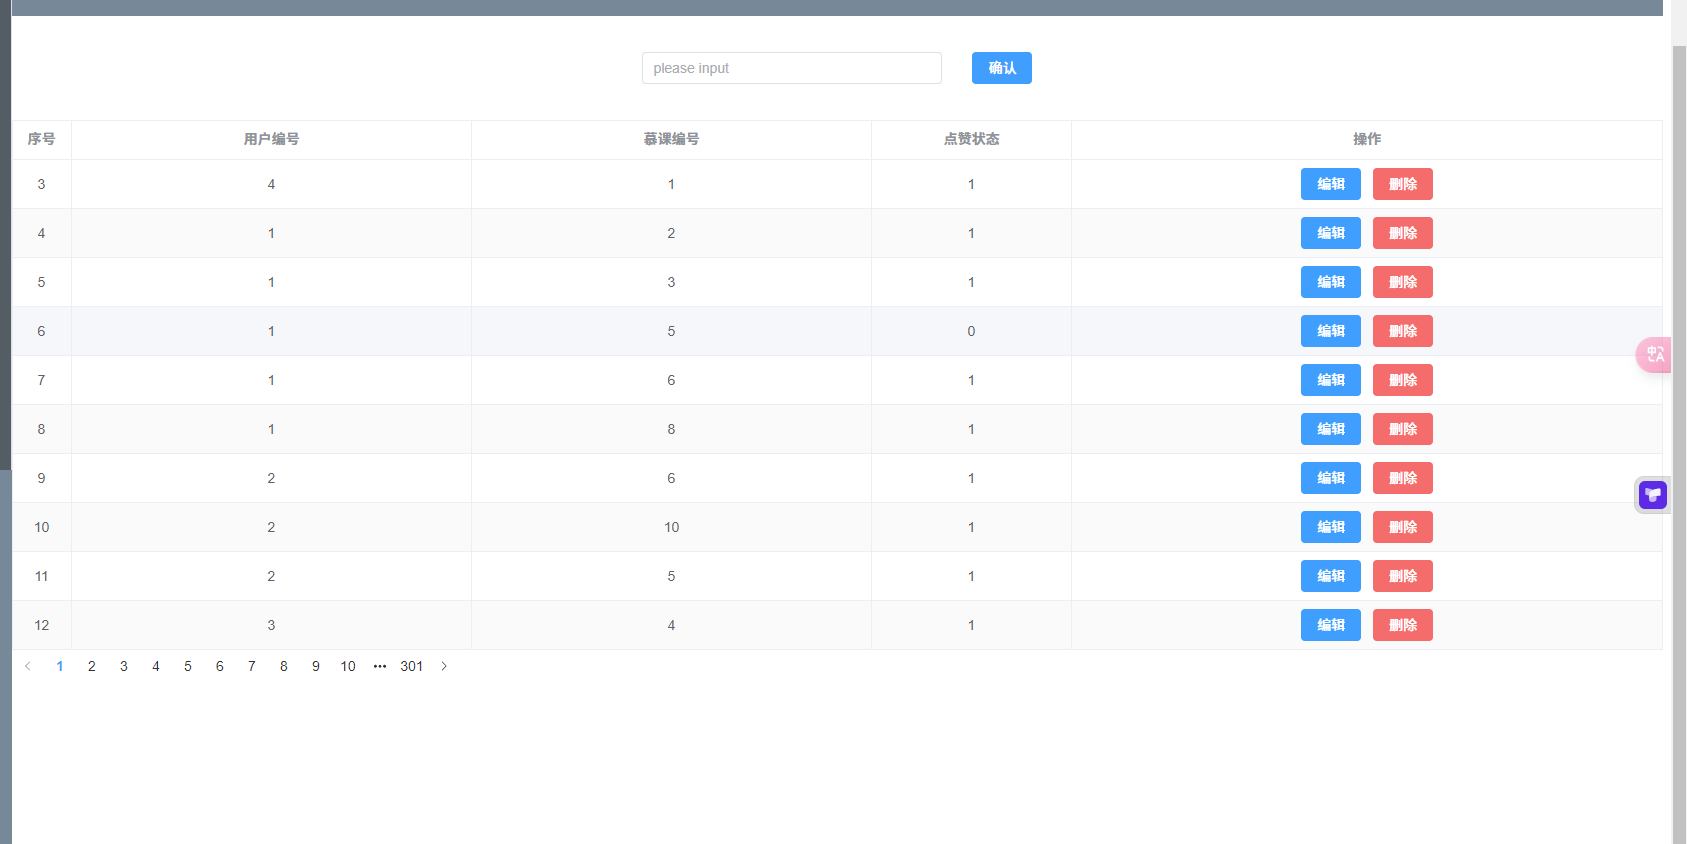 please input 确认
序号 用户编号 慕课编号 点赞状态 操作
3 4 1 1 编辑 删除
4 1 2 1 编辑 删除
5 1 3 1 编辑 删除
6 1 5 0 编辑 删除
7 1 6 1 编辑 删除
8 1 8 1 编辑 删除
9 2 6 1 编辑 删除
10 2 10 1 编辑 删除
11 2 5 1 编辑 删除
12 3 4 1 编辑 删除
1 2 3 4 5 6 7 8 9 10 ••• 301
中 A